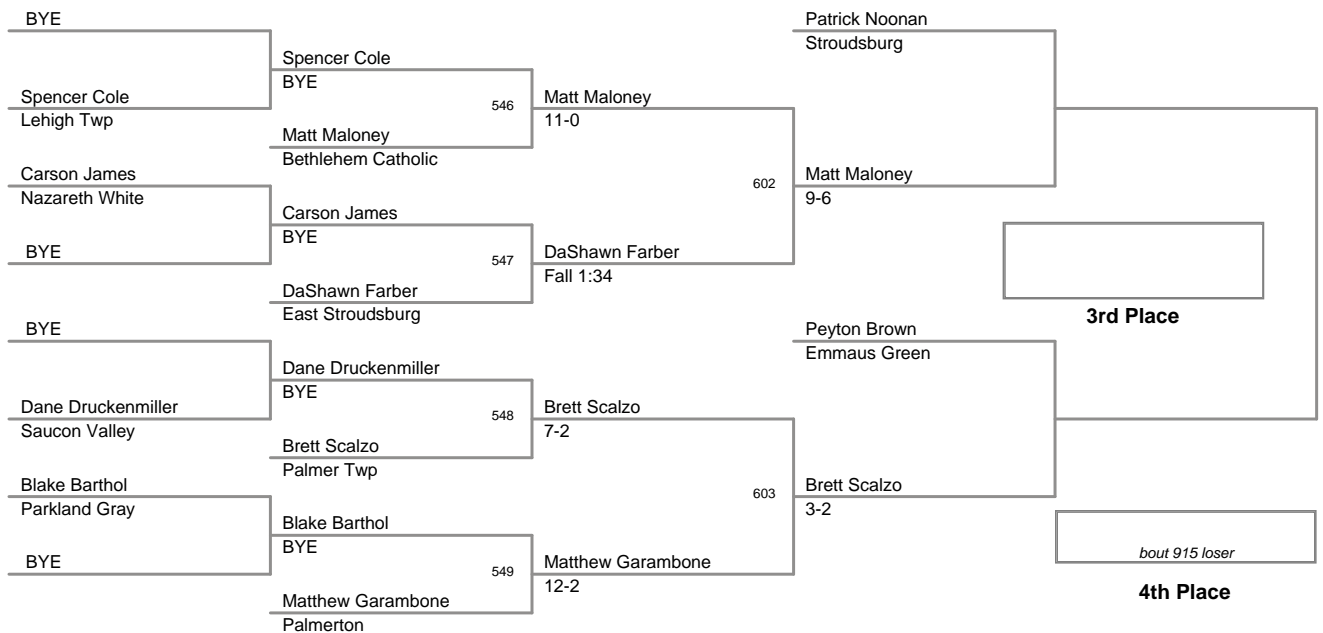 BYE
Spencer Cole
Lehigh Twp
Carson James
Nazareth White
BYE
BYE
Dane Druckenmiller
Saucon Valley
Blake Barthol
Parkland Gray
BYE
Spencer Cole
BYE
546
Matt Maloney
Bethlehem Catholic
Carson James
BYE
547
DaShawn Farber
East Stroudsburg
Dane Druckenmiller
BYE
548
Brett Scalzo
Palmer Twp
Blake Barthol
BYE
549
Matthew Garambone
Palmerton
Matt Maloney
11-0
602
DaShawn Farber
Fall 1:34
Brett Scalzo
7-2
603
Matthew Garambone
12-2
Patrick Noonan
Stroudsburg
Matt Maloney
9-6
Peyton Brown
Emmaus Green
Brett Scalzo
3-2
3rd Place
bout 915 loser
4th Place